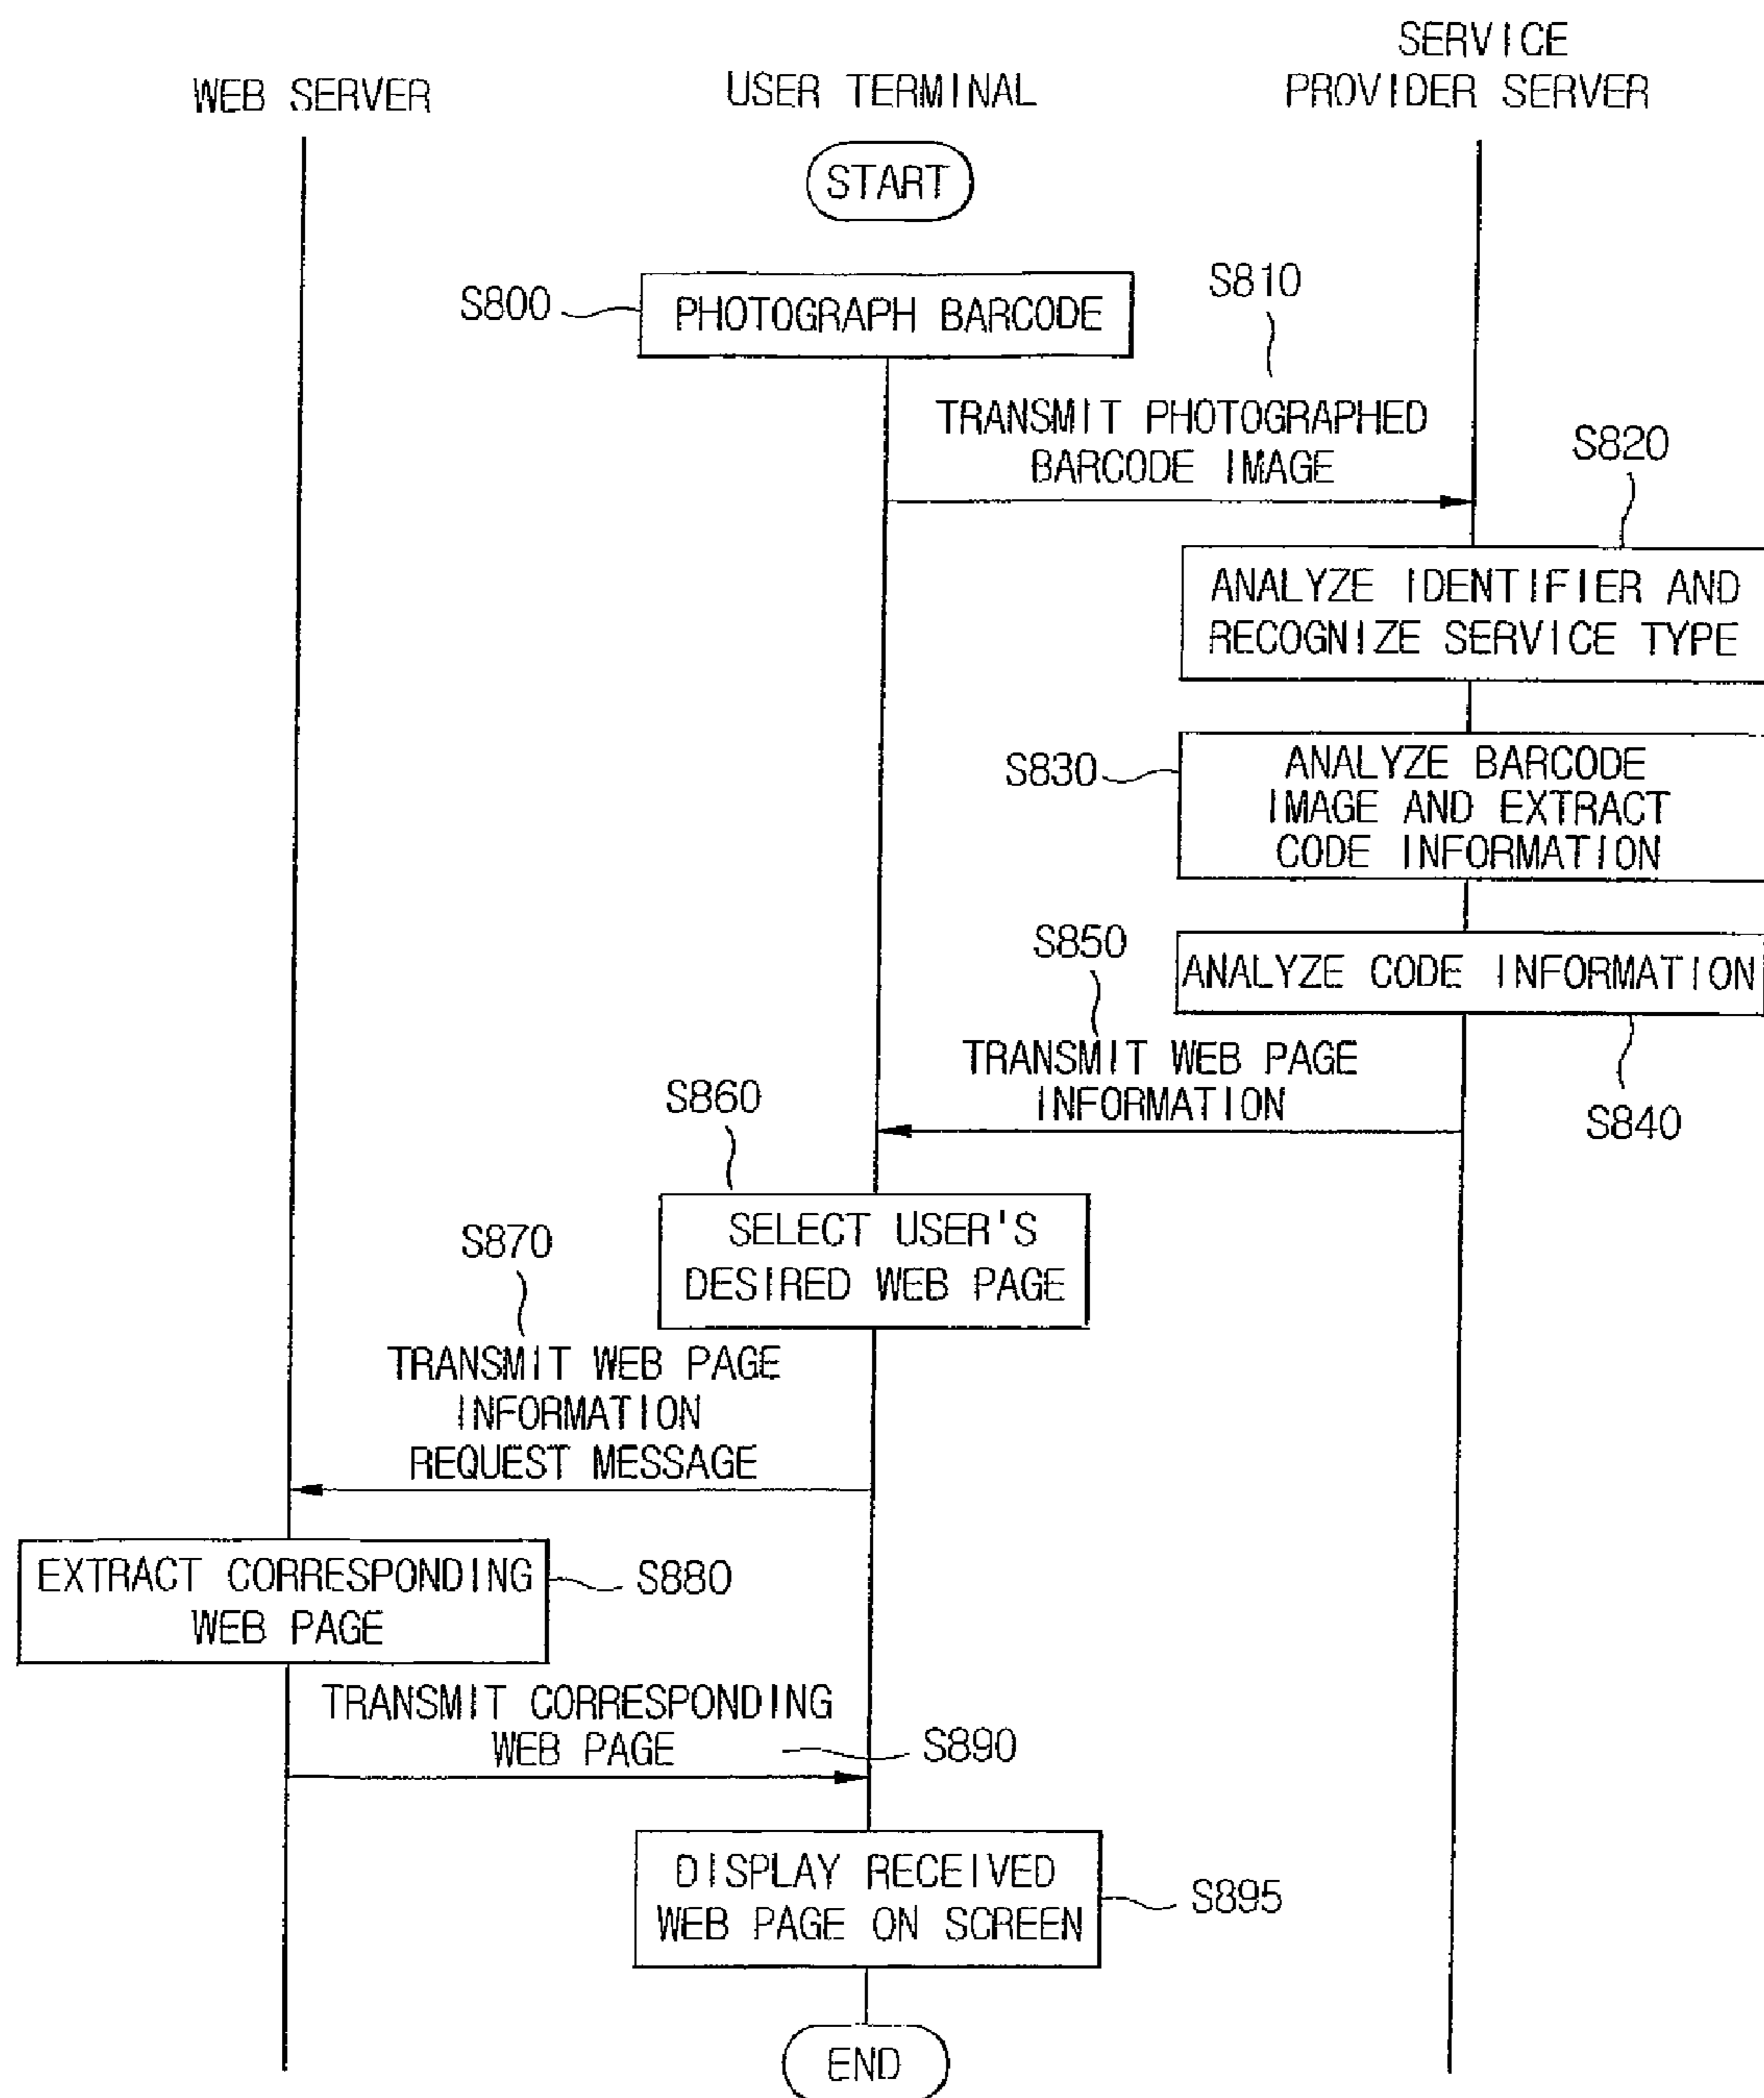 SERVICE
WEB SERVER USER TERMINAL PROVIDER SERVER
START
S800 PHOTOGRAPH BARCODE
S810
TRANSMIT PHOTOGRAPHED
BARCODE IMAGE
S820
ANALYZE IDENTIFIER AND
RECOGNIZE SERVICE TYPE
S830
ANALYZE BARCODE
IMAGE AND EXTRACT
CODE INFORMATION
ANALYZE CODE INFORMATION
S840
S850
TRANSMIT WEB PAGE
INFORMATION
S860
SELECT USER'S
DESIRED WEB PAGE
S870
TRANSMIT WEB PAGE
INFORMATION
REQUEST MESSAGE
EXTRACT CORRESPONDING
WEB PAGE
S880
TRANSMIT CORRESPONDING
WEB PAGE
S890
DISPLAY RECEIVED
WEB PAGE ON SCREEN
S895
END